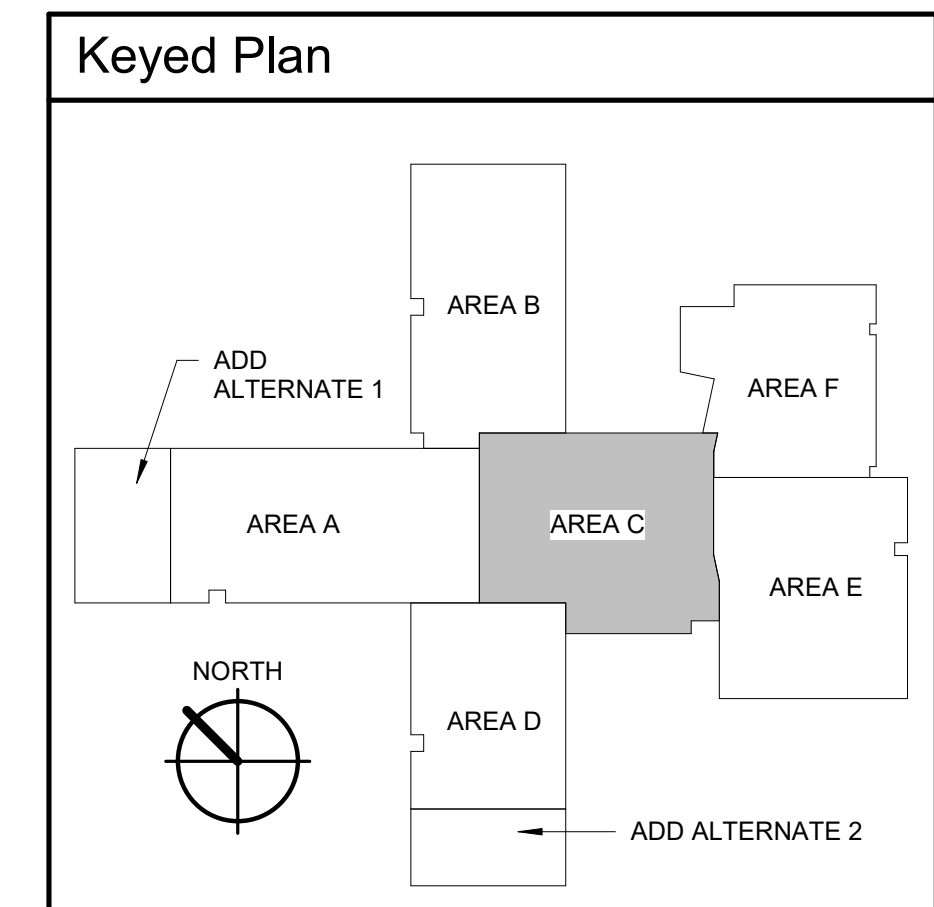 Keyed Plan
AREA B
ADD
ALTERNATE 1
AREA F
AREA A
AREA C
AREA E
NORTH
AREA D
ADD ALTERNATE 2